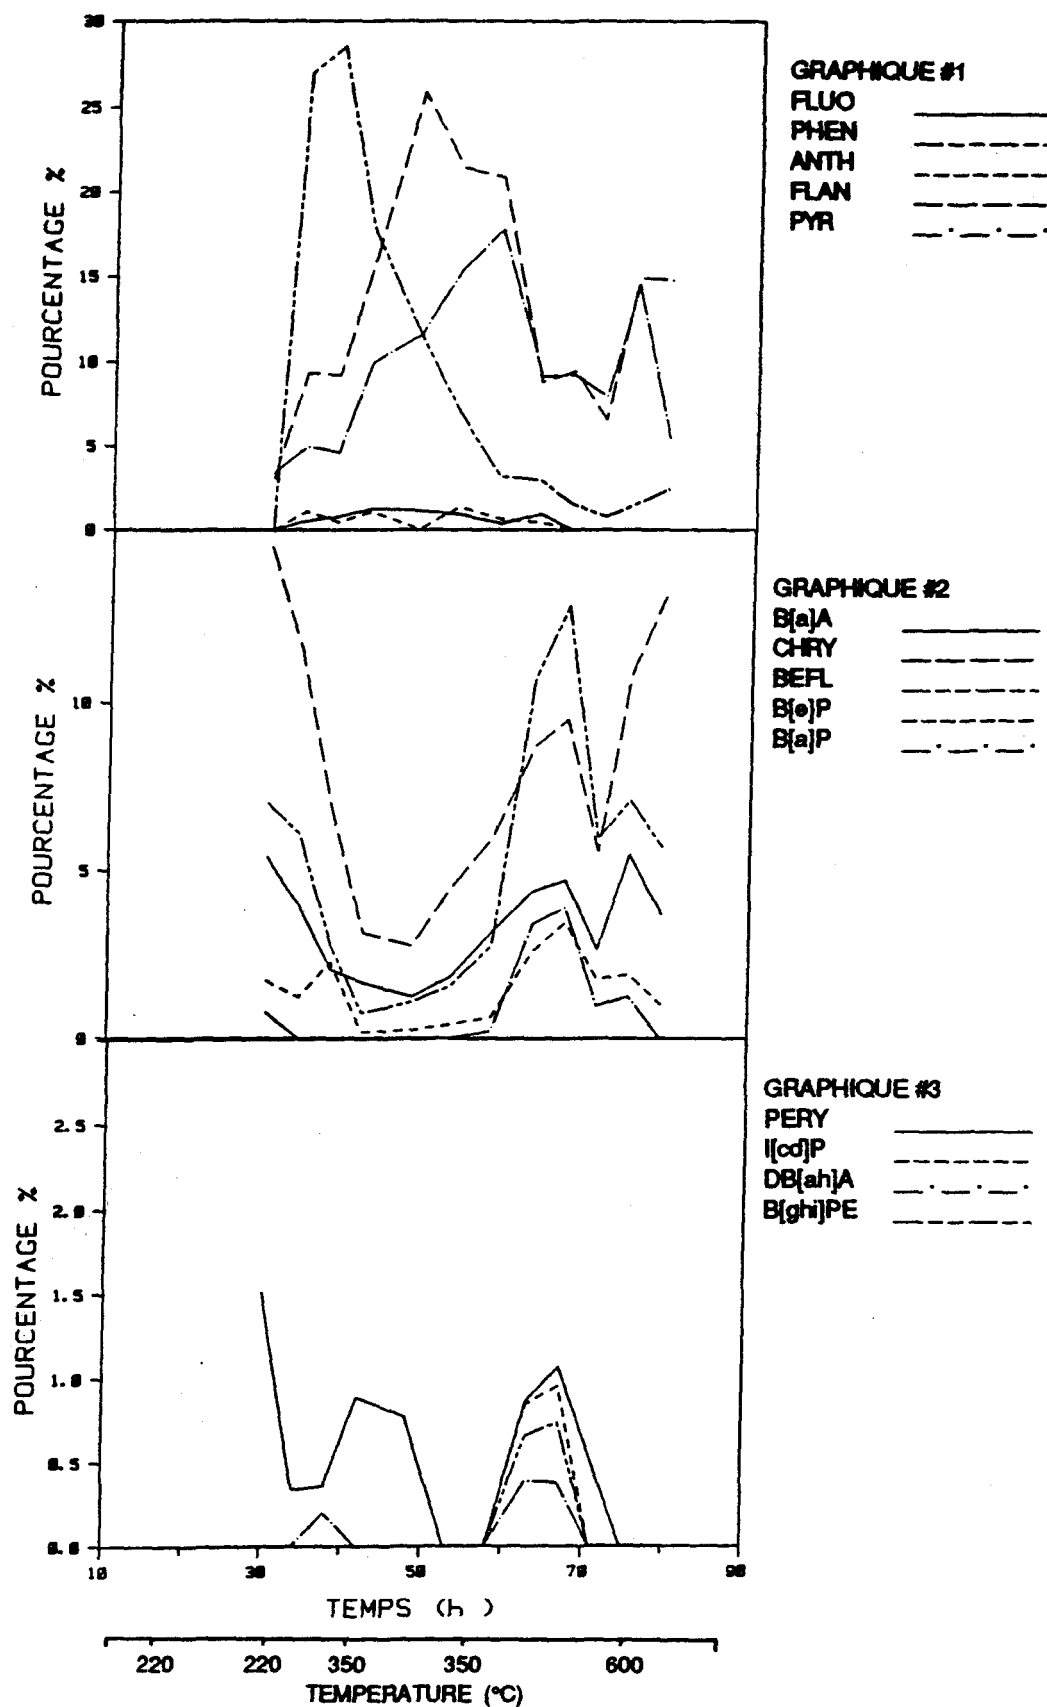 30
25
20
15
10
5
0
POURCENTAGE %
GRAPHIQUE #1
FLUO
PHEN
ANTH
FLAN
PYR
10
5
0
POURCENTAGE %
GRAPHIQUE #2
B[a]A
CHRY
BEFL
B[e]P
B[a]P
2.5
2.0
1.5
1.0
0.5
0.0
POURCENTAGE %
GRAPHIQUE #3
PERY
I[cd]P
DB[ah]A
B[ghi]PE
10 30 50 70 90
TEMPS (h)
220 220 350 350 600
TEMPERATURE (°C)